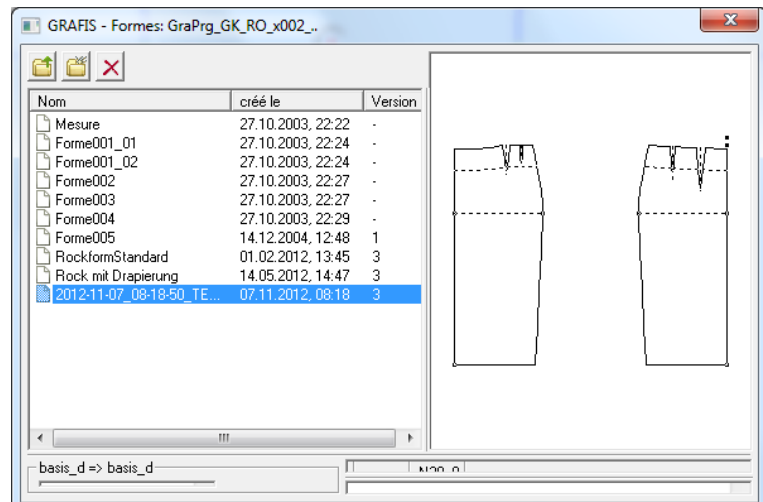 GRAFIS - Formes: GraPrg_GK_RO_x002_..
Nom créé le Version
Mesure 27.10.2003, 22:22 -
Forme001_01 27.10.2003, 22:24 -
Forme001_02 27.10.2003, 22:24 -
Forme002 27.10.2003, 22:27 -
Forme003 27.10.2003, 22:27 -
Forme004 27.10.2003, 22:29 -
Forme005 14.12.2004, 12:48 1
RockformStandard 01.02.2012, 13:45 3
Rock mit Drapierung 14.05.2012, 14:47 3
2012-11-07_08-18-50_TE... 07.11.2012, 08:18 3
basis_d => basis_d